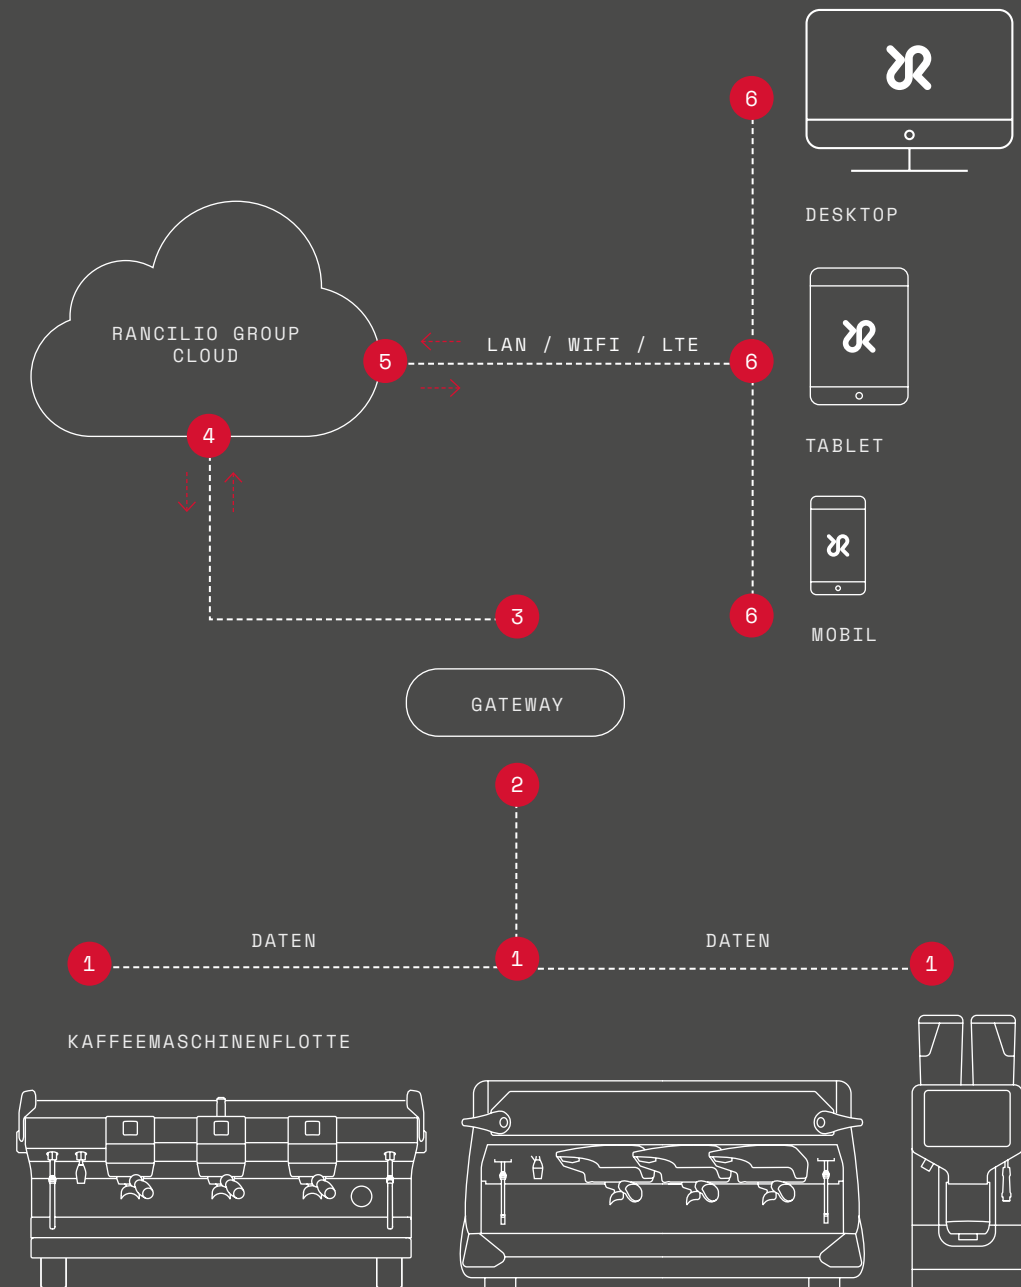 6
DESKTOP
RANCILIO GROUP
CLOUD
LAN / WIFI / LTE
5
6
4
TABLET
3
6
MOBIL
GATEWAY
2
DATEN
DATEN
1
1
1
KAFFEEMASCHINENFLOTTE